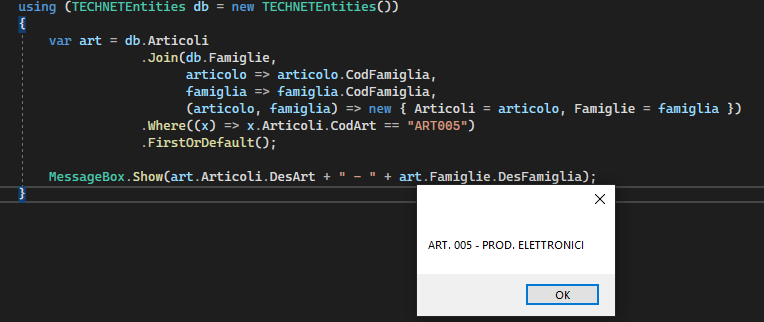 using (TECHNETEntities db = new TECHNETEntities())
{
var art = db.Articoli
.Join(db.Famiglie,
articolo => articolo.CodFamiglia,
famiglia => famiglia.CodFamiglia,
(articolo, famiglia) => new { Articoli = articolo, Famiglie = famiglia })
.Where((x) => x.Articoli.CodArt == "ART005")
.FirstOrDefault();
MessageBox.Show(art.Articoli.DesArt + " - " + art.Famiglie.DesFamiglia);
}
ART. 005 - PROD. ELETTRONICI
OK